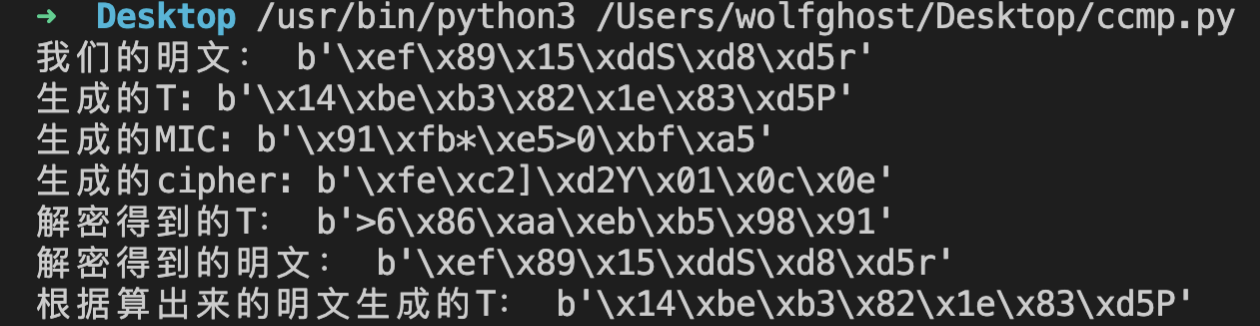 → Desktop /usr/bin/python3 /Users/wolfghost/Desktop/ccmp.py
我们的明文： b'\xef\x89\x15\xddS\xd8\xd5r'
生成的T: b'\x14\xbe\xb3\x82\x1e\x83\xd5P'
生成的MIC: b'\x91\xfb*\xe5>0\xbf\xa5'
生成的cipher: b'\xfe\xc2]\xd2Y\x01\x0c\x0e'
解密得到的T： b'>6\x86\xaa\xeb\xb5\x98\x91'
解密得到的明文： b'\xef\x89\x15\xddS\xd8\xd5r'
根据算出来的明文生成的T： b'\x14\xbe\xb3\x82\x1e\x83\xd5P'